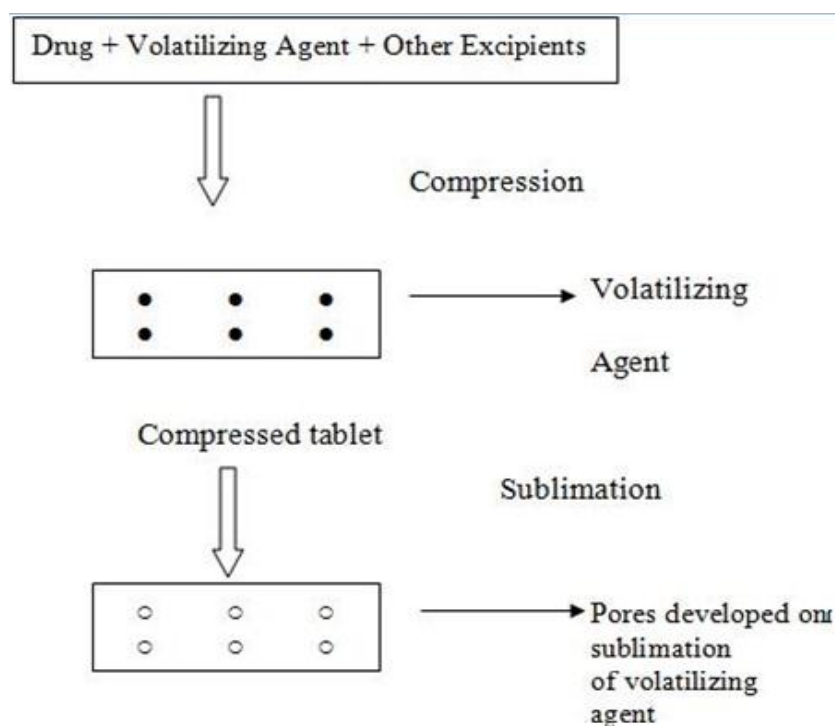 Drug + Volatilizing Agent + Other Excipients
Compression
Volatilizing
Agent
Compressed tablet
Sublimation
Pores developed on
sublimation
of volatilizing
agent